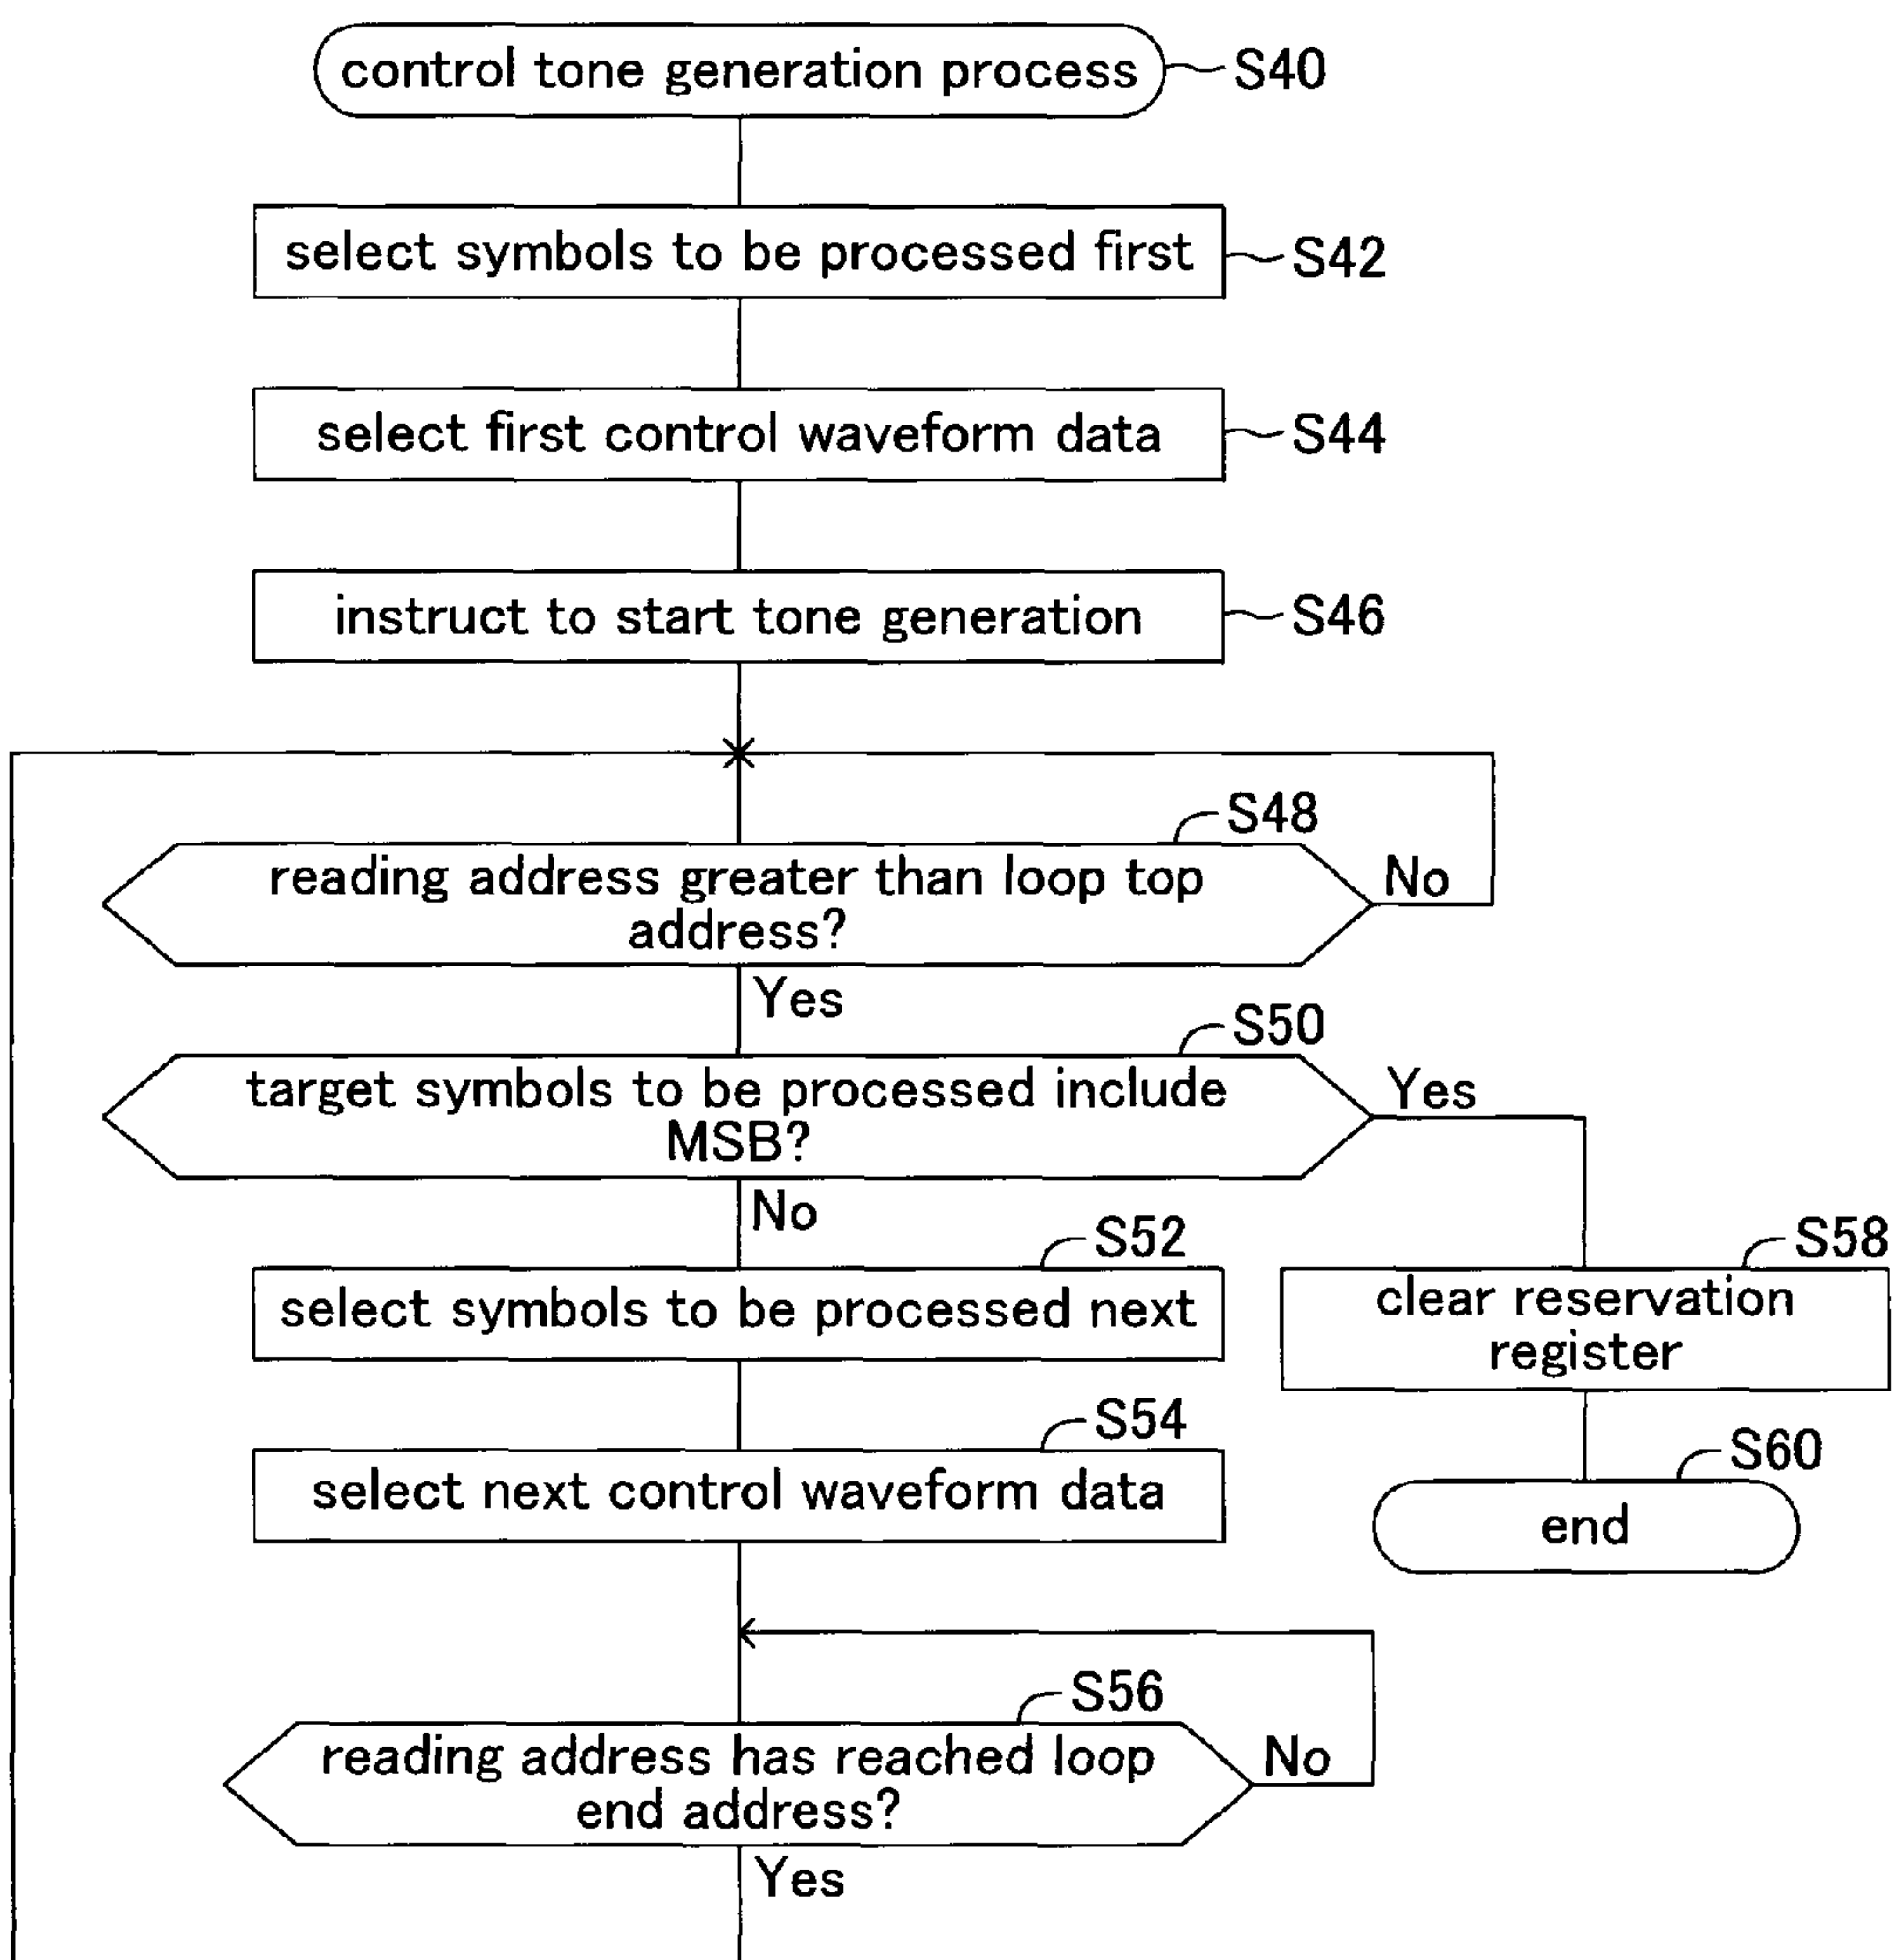 control tone generation process
S40
select symbols to be processed first
S42
select first control waveform data
S44
instruct to start tone generation
S46
S48
reading address greater than loop top
address?
No
Yes
S50
target symbols to be processed include
MSB?
Yes
No
S52
select symbols to be processed next
S58
clear reservation
register
S54
select next control waveform data
S60
end
S56
reading address has reached loop
end address?
No
Yes